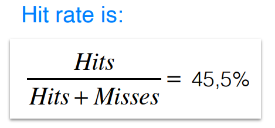 Hit rate is:
Hits
Hits + Misses
= 45,5%